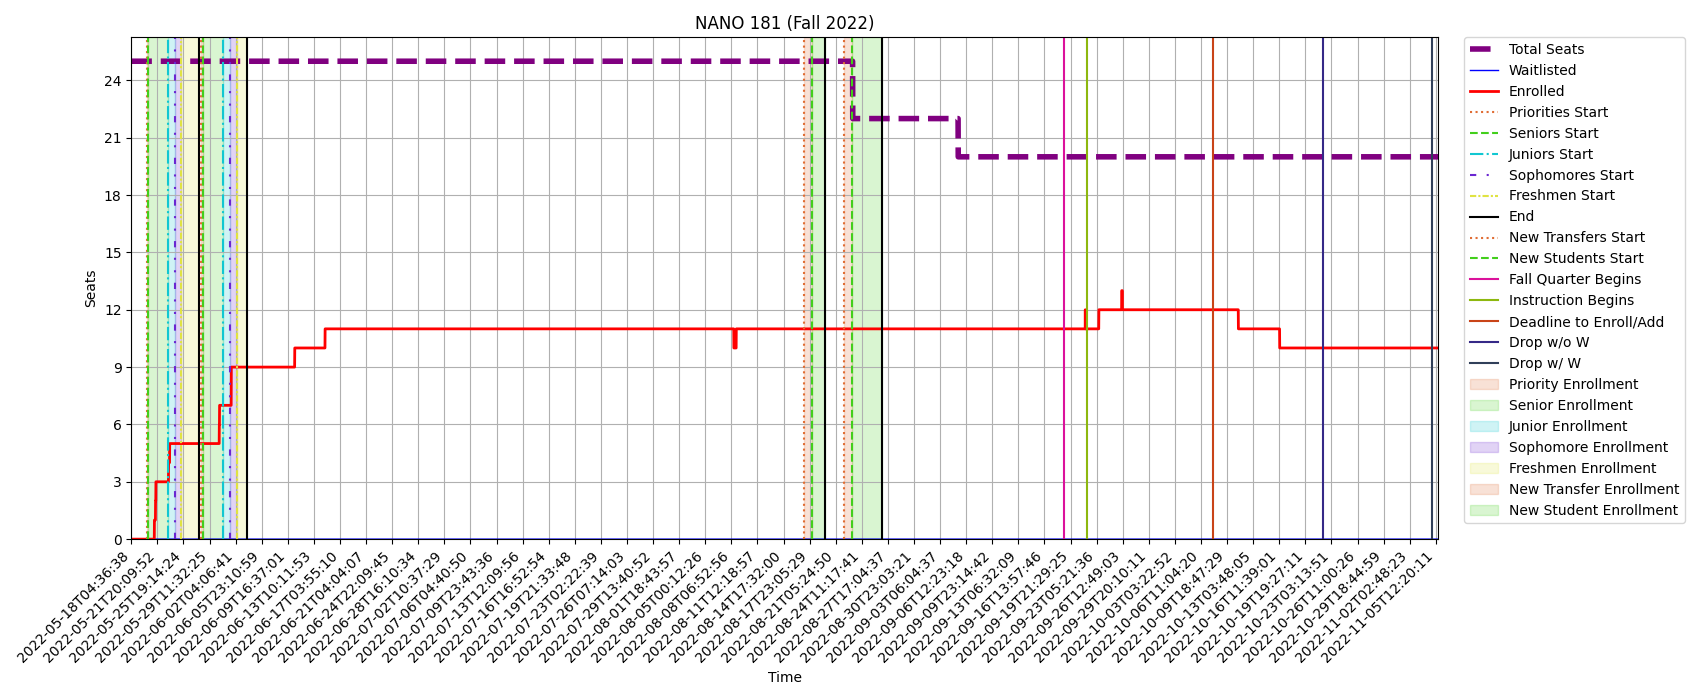 NANO 181 (Fall 2022)
Seats
24
21
18
15
12
9
6
3
0
2022-05-18T04:36:38
2022-05-21T20:09:52
2022-05-25T19:14:24
2022-05-29T11:32:25
2022-06-02T04:06:41
2022-06-05T23:10:59
2022-06-09T16:37:01
2022-06-13T10:11:53
2022-06-17T03:55:10
2022-06-21T04:04:07
2022-06-24T22:09:45
2022-06-28T16:10:34
2022-07-02T10:37:29
2022-07-06T04:40:50
2022-07-09T23:43:36
2022-07-13T12:09:56
2022-07-16T16:52:54
2022-07-19T21:33:48
2022-07-23T02:22:39
2022-07-26T07:14:03
2022-07-29T13:40:52
2022-08-01T18:43:57
2022-08-05T00:12:26
2022-08-08T06:52:56
2022-08-11T12:18:57
2022-08-14T17:32:00
2022-08-17T23:05:29
2022-08-21T05:24:50
2022-08-24T11:17:41
2022-08-27T17:04:37
2022-08-30T23:03:21
2022-09-03T06:04:37
2022-09-06T12:23:18
2022-09-09T23:14:42
2022-09-13T06:32:09
2022-09-16T13:57:46
2022-09-19T21:29:25
2022-09-23T05:21:36
2022-09-26T12:49:03
2022-09-29T20:10:11
2022-10-03T03:22:52
2022-10-06T11:04:20
2022-10-09T18:47:29
2022-10-13T03:48:05
2022-10-16T11:39:01
2022-10-19T19:27:11
2022-10-23T03:13:51
2022-10-26T11:00:26
2022-10-29T18:44:59
2022-11-02T02:48:23
2022-11-05T12:20:11
Time
Total Seats
Waitlisted
Enrolled
Priorities Start
Seniors Start
Juniors Start
Sophomores Start
Freshmen Start
End
New Transfers Start
New Students Start
Fall Quarter Begins
Instruction Begins
Deadline to Enroll/Add
Drop w/o W
Drop w/ W
Priority Enrollment
Senior Enrollment
Junior Enrollment
Sophomore Enrollment
Freshmen Enrollment
New Transfer Enrollment
New Student Enrollment